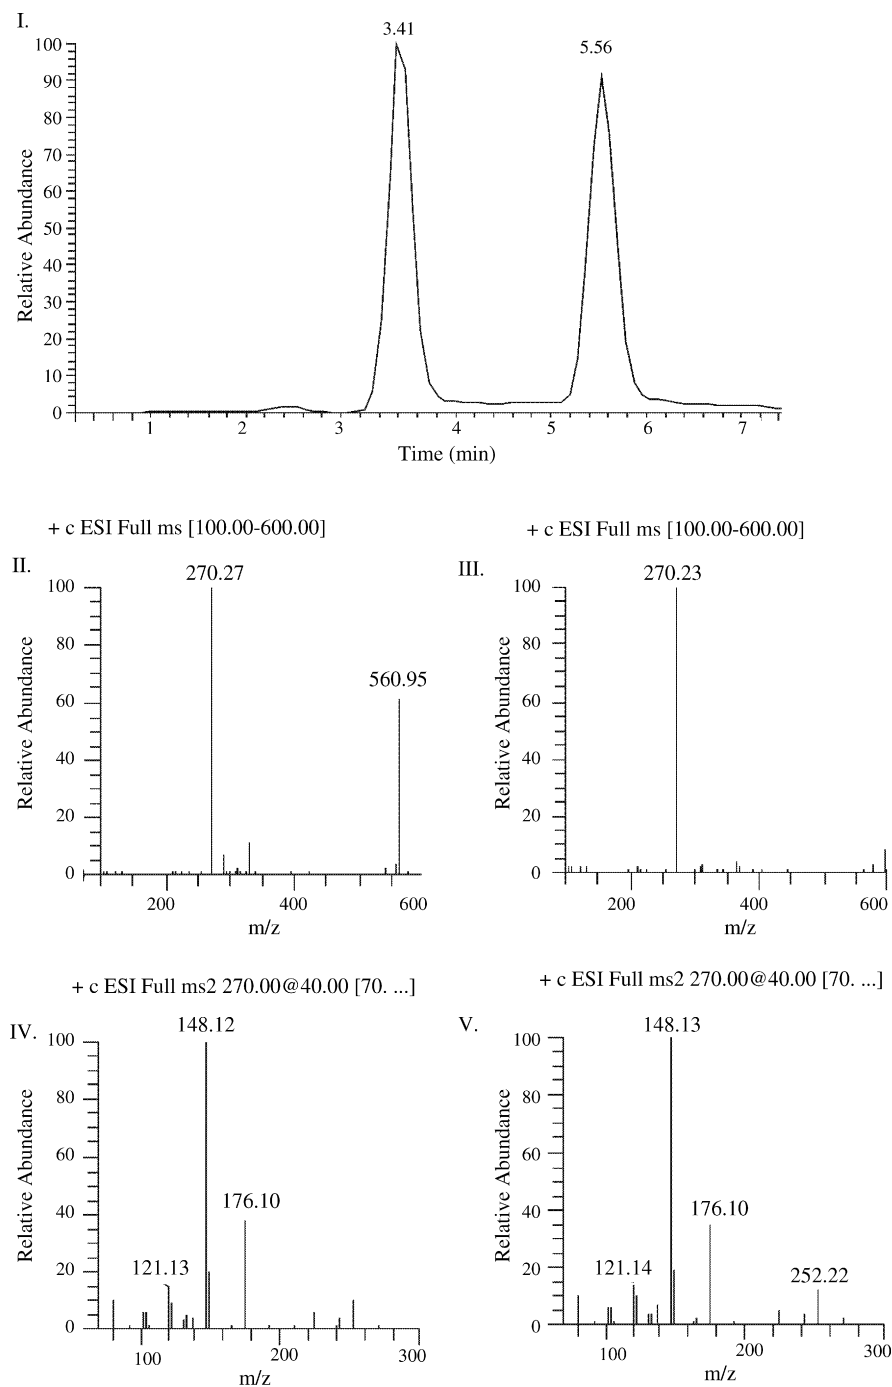 I.
3.41
5.56
100
90
80
70
60
50
40
30
20
10
0
Relative Abundance
1 2 3 4 5 6 7
Time (min)
+ c ESI Full ms [100.00-600.00]
II.
270.27
560.95
100
80
60
40
20
0
Relative Abundance
200 400 600
m/z
+ c ESI Full ms [100.00-600.00]
III.
270.23
100
80
60
40
20
0
Relative Abundance
200 400 600
m/z
+ c ESI Full ms2 270.00@40.00 [70. ...]
IV.
148.12
176.10
121.13
100
80
60
40
20
0
Relative Abundance
100 200 300
m/z
+ c ESI Full ms2 270.00@40.00 [70. ...]
V.
148.13
176.10
121.14
252.22
100
80
60
40
20
0
Relative Abundance
100 200 300
m/z